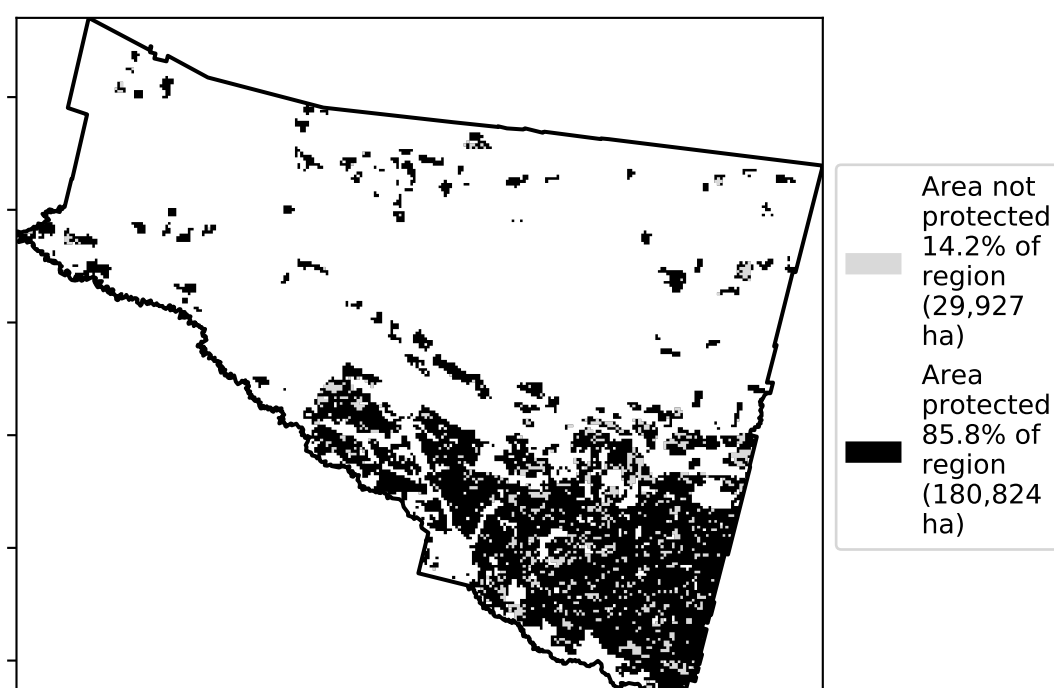 Area not
protected
14.2% of
region
(29,927
ha)
Area
protected
85.8% of
region
(180,824
ha)